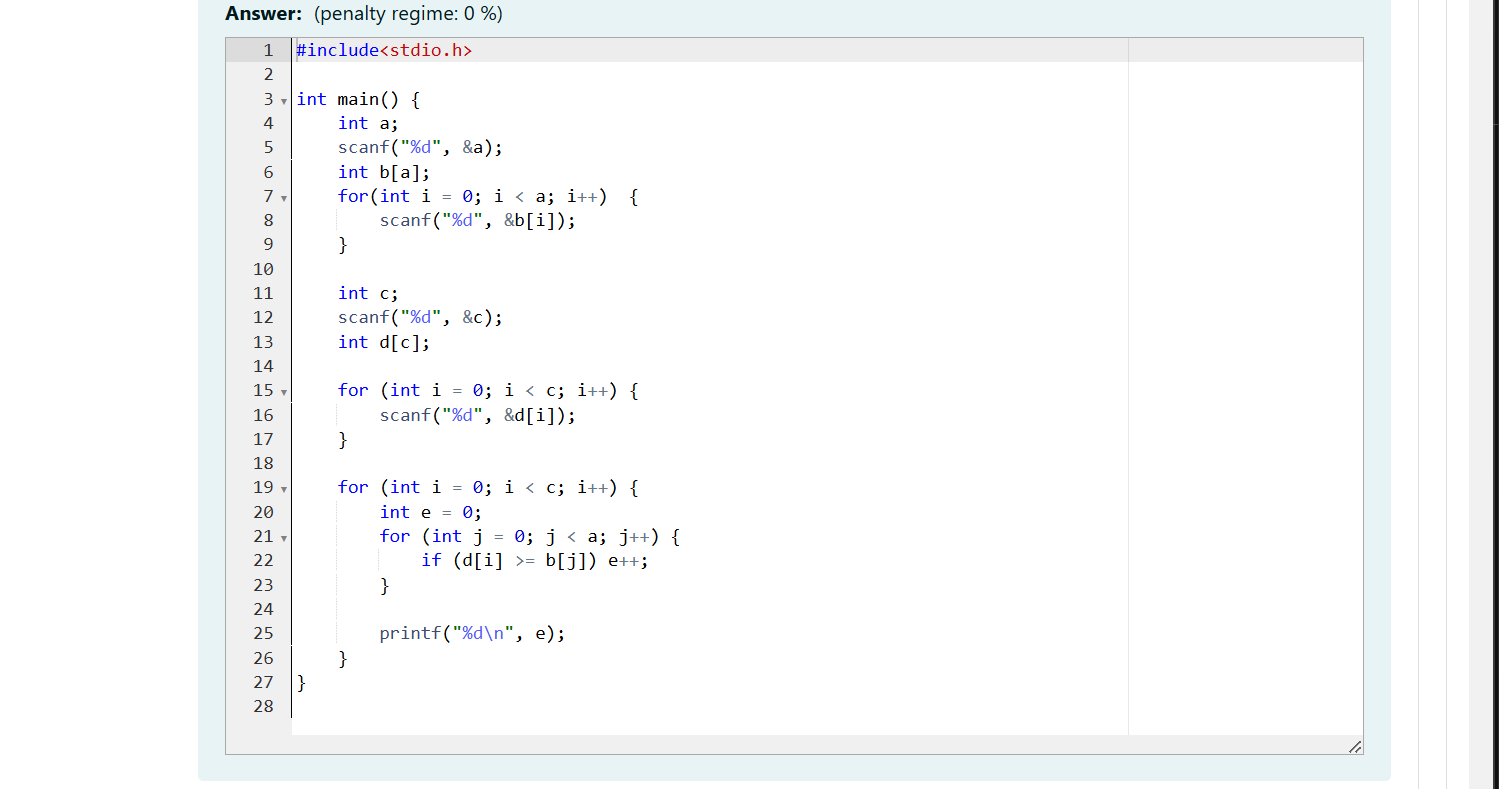 Answer: (penalty regime: 0 %)
1 #include<stdio.h>
2
3 int main() {
4     int a;
5     scanf("%d", &a);
6     int b[a];
7     for(int i = 0; i < a; i++)  {
8         scanf("%d", &b[i]);
9     }
10
11     int c;
12     scanf("%d", &c);
13     int d[c];
14
15     for (int i = 0; i < c; i++) {
16         scanf("%d", &d[i]);
17     }
18
19     for (int i = 0; i < c; i++) {
20         int e = 0;
21         for (int j = 0; j < a; j++) {
22             if (d[i] >= b[j]) e++;
23         }
24
25         printf("%d\n", e);
26     }
27 }
28